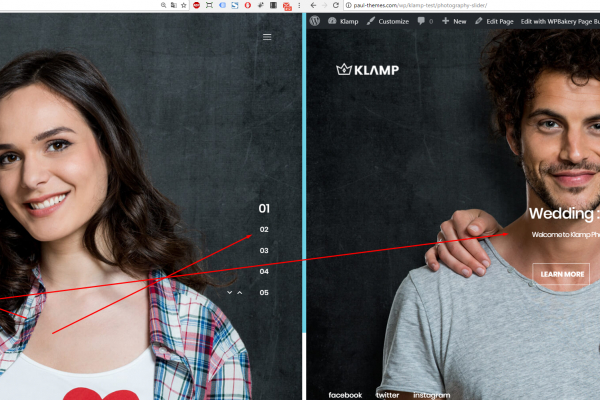 paul-themes.com/wp/klamp-test/photography-slider/
Klamp
Customize
0
New
Edit Page
Edit with WPBakery Page Bu
KLAMP
01
02
03
04
05
Wedding :
Welcome to Klamp Pho
LEARN MORE
facebook
twitter
instagram